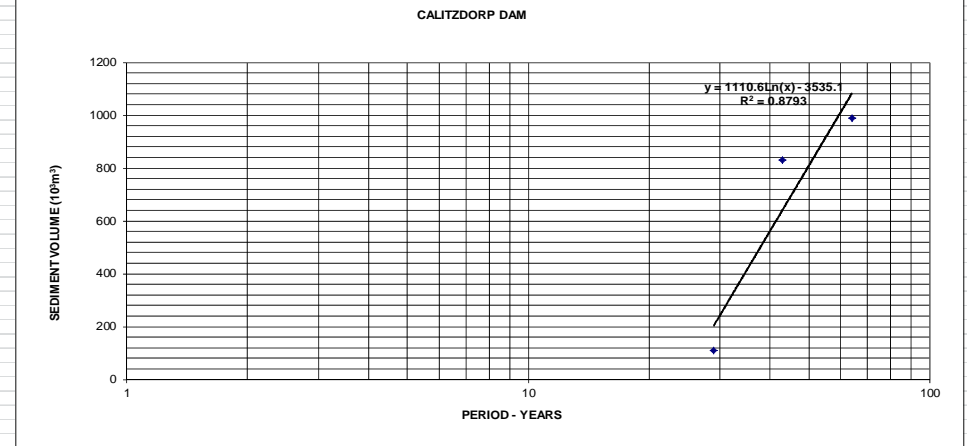 CALITZDORP DAM
1200
1000
800
600
400
200
0
y = 1110.6Ln(x) - 3535.1
R² = 0.8793
SEDIMENT VOLUME (10³m³)
1
10
100
PERIOD - YEARS